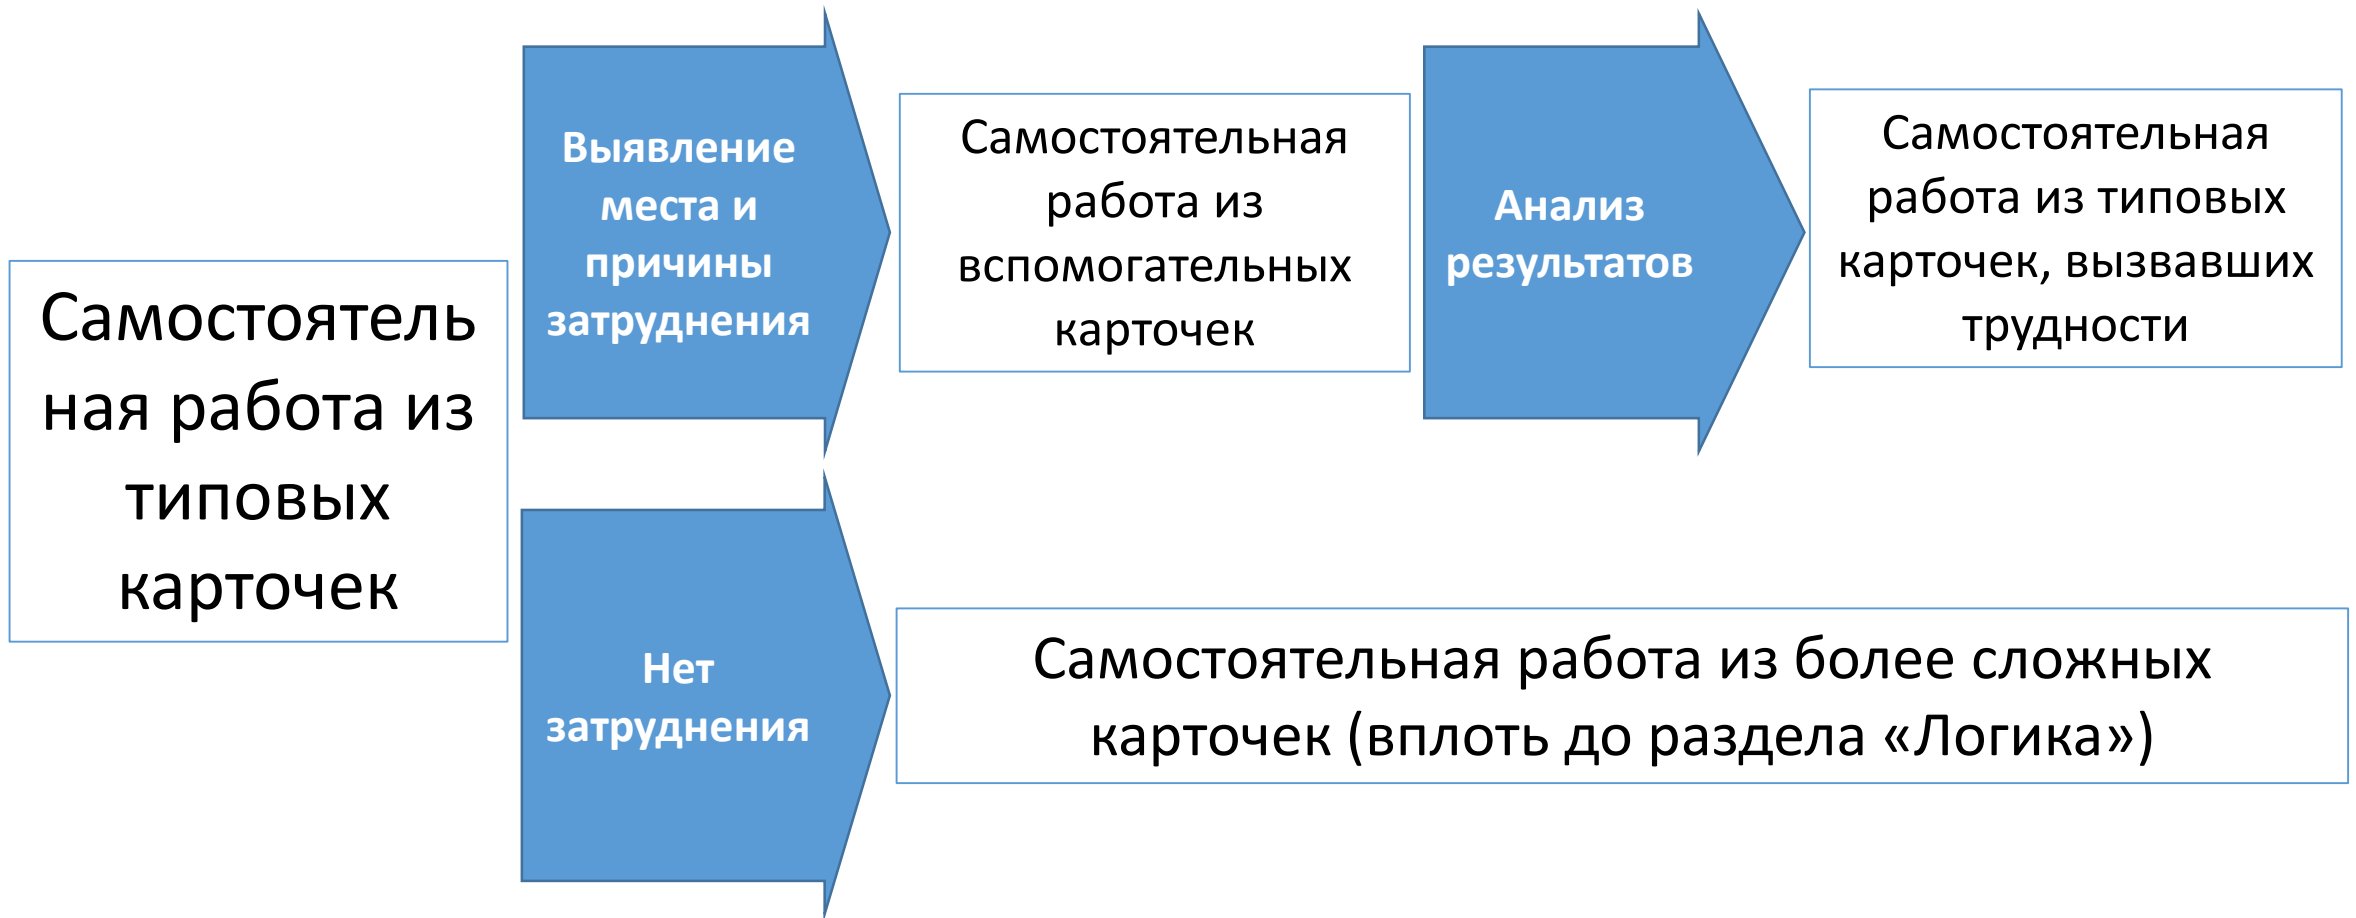 Самостоятель
ная работа из
типовых
карточек
Выявление
места и
причины
затруднения
Самостоятельная
работа из
вспомогательных
карточек
Анализ
результатов
Самостоятельная
работа из типовых
карточек, вызвавших
трудности
Нет
затруднения
Самостоятельная работа из более сложных
карточек (вплоть до раздела «Логика»)